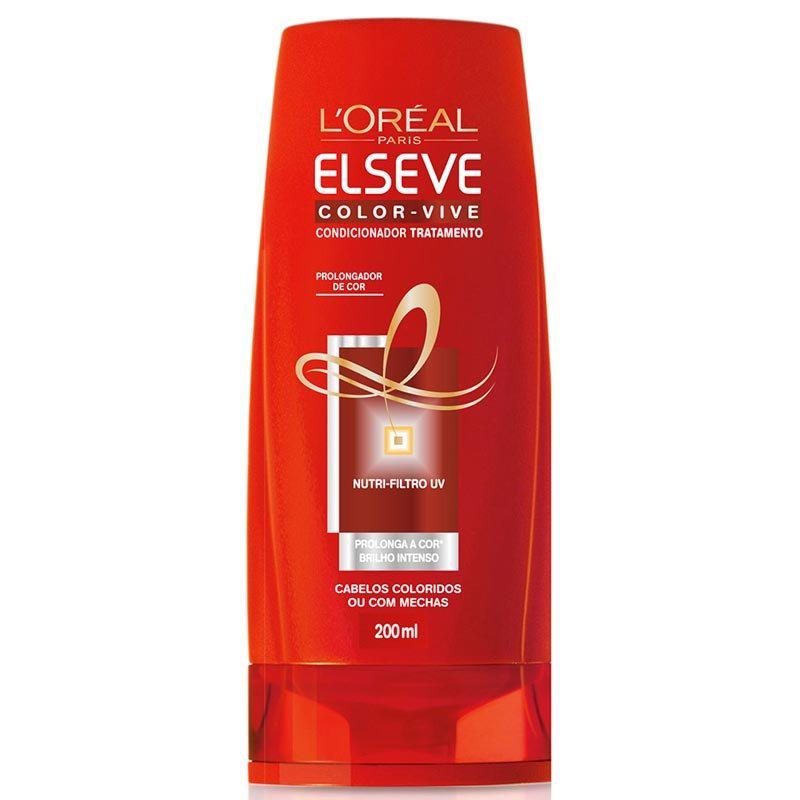 L'ORÉAL
PARIS
ELSEVE
COLOR-VIVE
CONDICIONADOR TRATAMENTO
PROLONGADOR
DE COR
NUTRI-FILTRO UV
PROLONGA A COR*
BRILHO INTENSO
CABELOS COLORIDOS
OU COM MECHAS
200ml